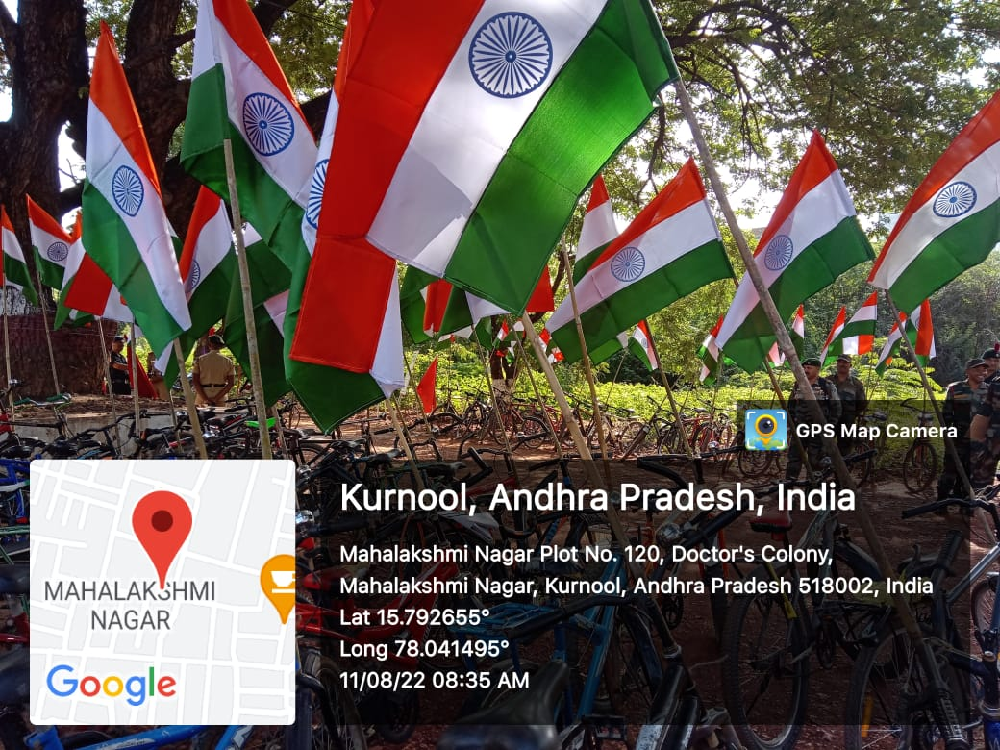 GPS Map Camera
Kurnool, Andhra Pradesh, India
Mahalakshmi Nagar Plot No. 120, Doctor's Colony,
Mahalakshmi Nagar, Kurnool, Andhra Pradesh 518002, India
Lat 15.792655°
Long 78.041495°
11/08/22 08:35 AM
MAHALAKSHMI
NAGAR
Google